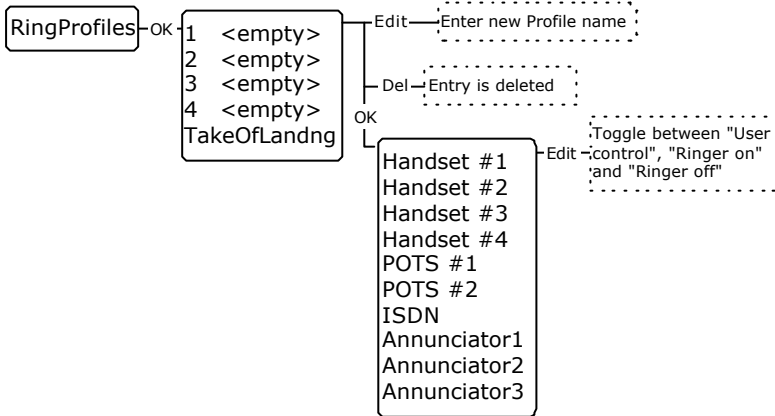 RingProfiles
OK
1 <empty>
2 <empty>
3 <empty>
4 <empty>
TakeOfLandng
Edit
Enter new Profile name
Del
Entry is deleted
OK
Handset #1
Handset #2
Handset #3
Handset #4
POTS #1
POTS #2
ISDN
Annunciator1
Annunciator2
Annunciator3
Edit
Toggle between "User
control", "Ringer on"
and "Ringer off"